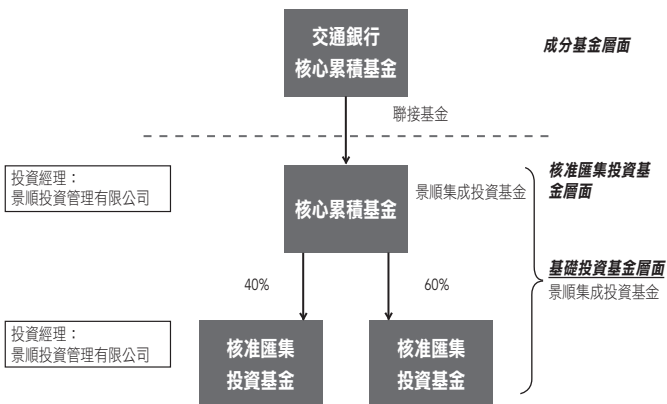 交通銀行
核心累積基金
成分基金層面
聯接基金
投資經理：
景順投資管理有限公司
核心累積基金
景順集成投資基金
核准匯集投資基
金層面
40%
60%
基礎投資基金層面
景順集成投資基金
投資經理：
景順投資管理有限公司
核准匯集
投資基金
核准匯集
投資基金